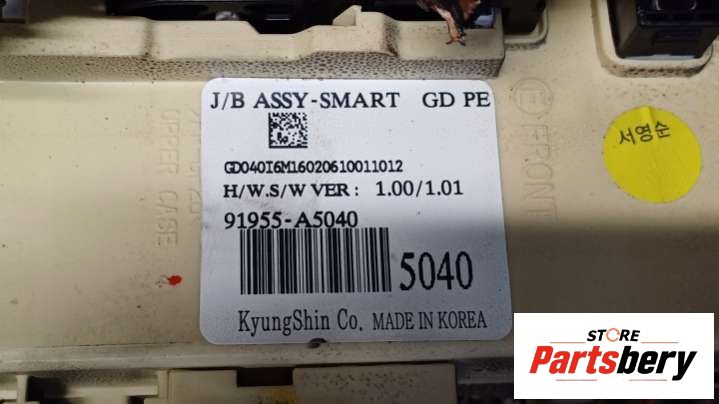 J/B ASSY-SMART GD PE
GD040I6M16020610011012
H/W.S/W VER : 1.00/1.01
91955-A5040
5040
KyungShin Co. MADE IN KOREA
UPPER CASE
FRONT
서영순
STORE
Partsbery